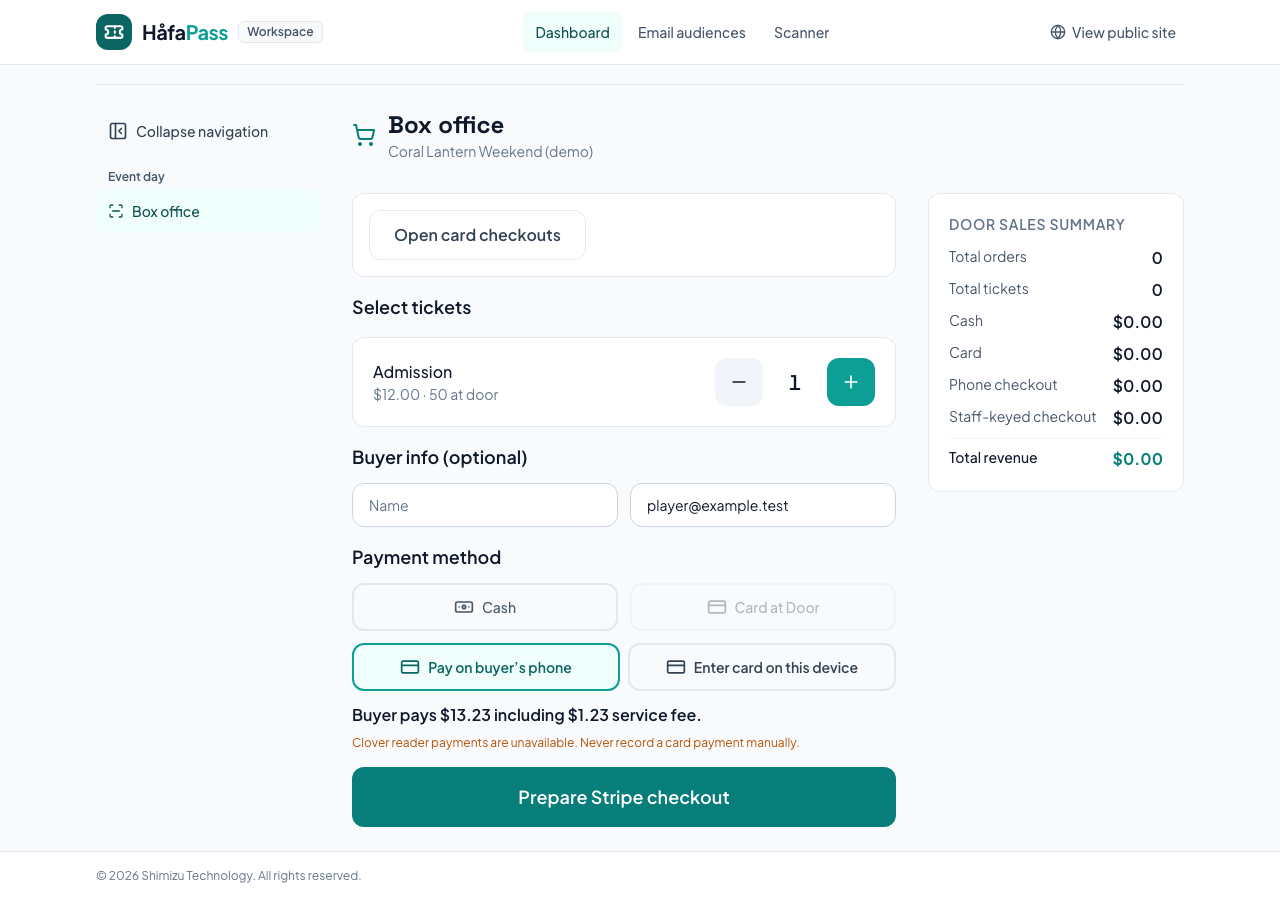 HåfaPass
Workspace
Dashboard
Email audiences
Scanner
View public site
Collapse navigation
Event day
Box office
Box office
Coral Lantern Weekend (demo)
Open card checkouts
Select tickets
Admission
$12.00 · 50 at door
1
Buyer info (optional)
Name
player@example.test
Payment method
Cash
Card at Door
Pay on buyer’s phone
Enter card on this device
Buyer pays $13.23 including $1.23 service fee.
Clover reader payments are unavailable. Never record a card payment manually.
Prepare Stripe checkout
DOOR SALES SUMMARY
Total orders 0
Total tickets 0
Cash $0.00
Card $0.00
Phone checkout $0.00
Staff-keyed checkout $0.00
Total revenue $0.00
© 2026 Shimizu Technology. All rights reserved.